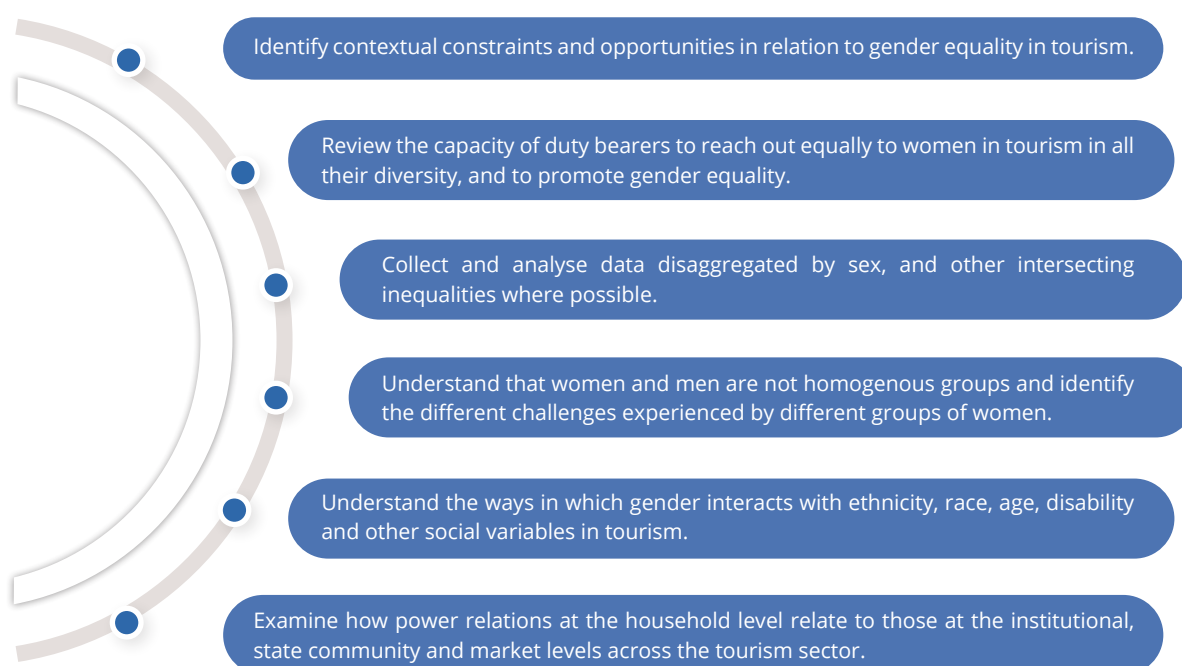 Identify contextual constraints and opportunities in relation to gender equality in tourism.
Review the capacity of duty bearers to reach out equally to women in tourism in all
their diversity, and to promote gender equality.
Collect and analyse data disaggregated by sex, and other intersecting
inequalities where possible.
Understand that women and men are not homogenous groups and identify
the different challenges experienced by different groups of women.
Understand the ways in which gender interacts with ethnicity, race, age, disability
and other social variables in tourism.
Examine how power relations at the household level relate to those at the institutional,
state community and market levels across the tourism sector.